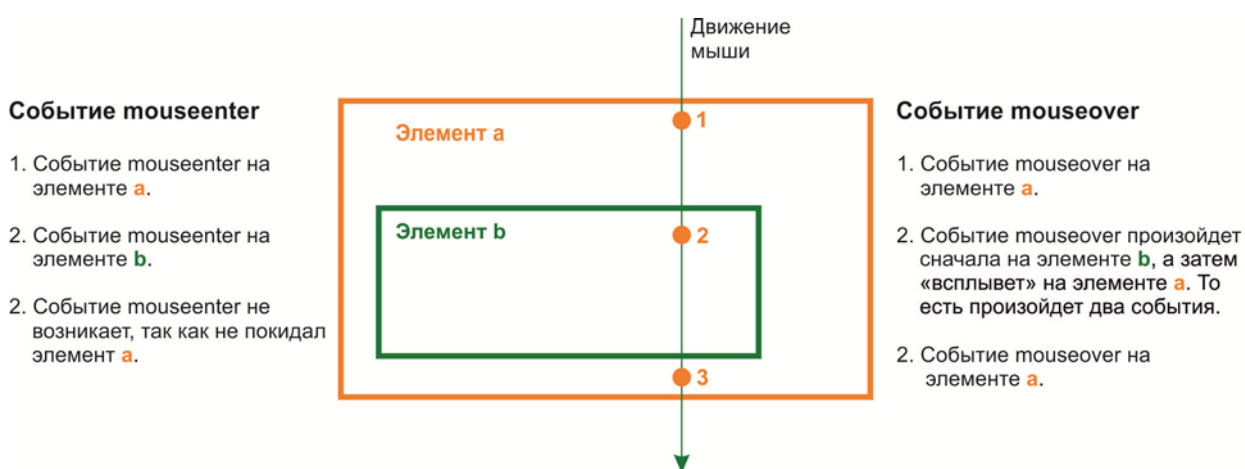 Движение
мыши
Событие mouseenter
1. Событие mouseenter на
элементе a.
2. Событие mouseenter на
элементе b.
2. Событие mouseenter не
возникает, так как не покидал
элемент a.
Элемент a
1
Элемент b
2
3
Событие mouseover
1. Событие mouseover на
элементе a.
2. Событие mouseover произойдет
сначала на элементе b, а затем
«всплывет» на элементе a. То
есть произойдет два события.
2. Событие mouseover на
элементе a.